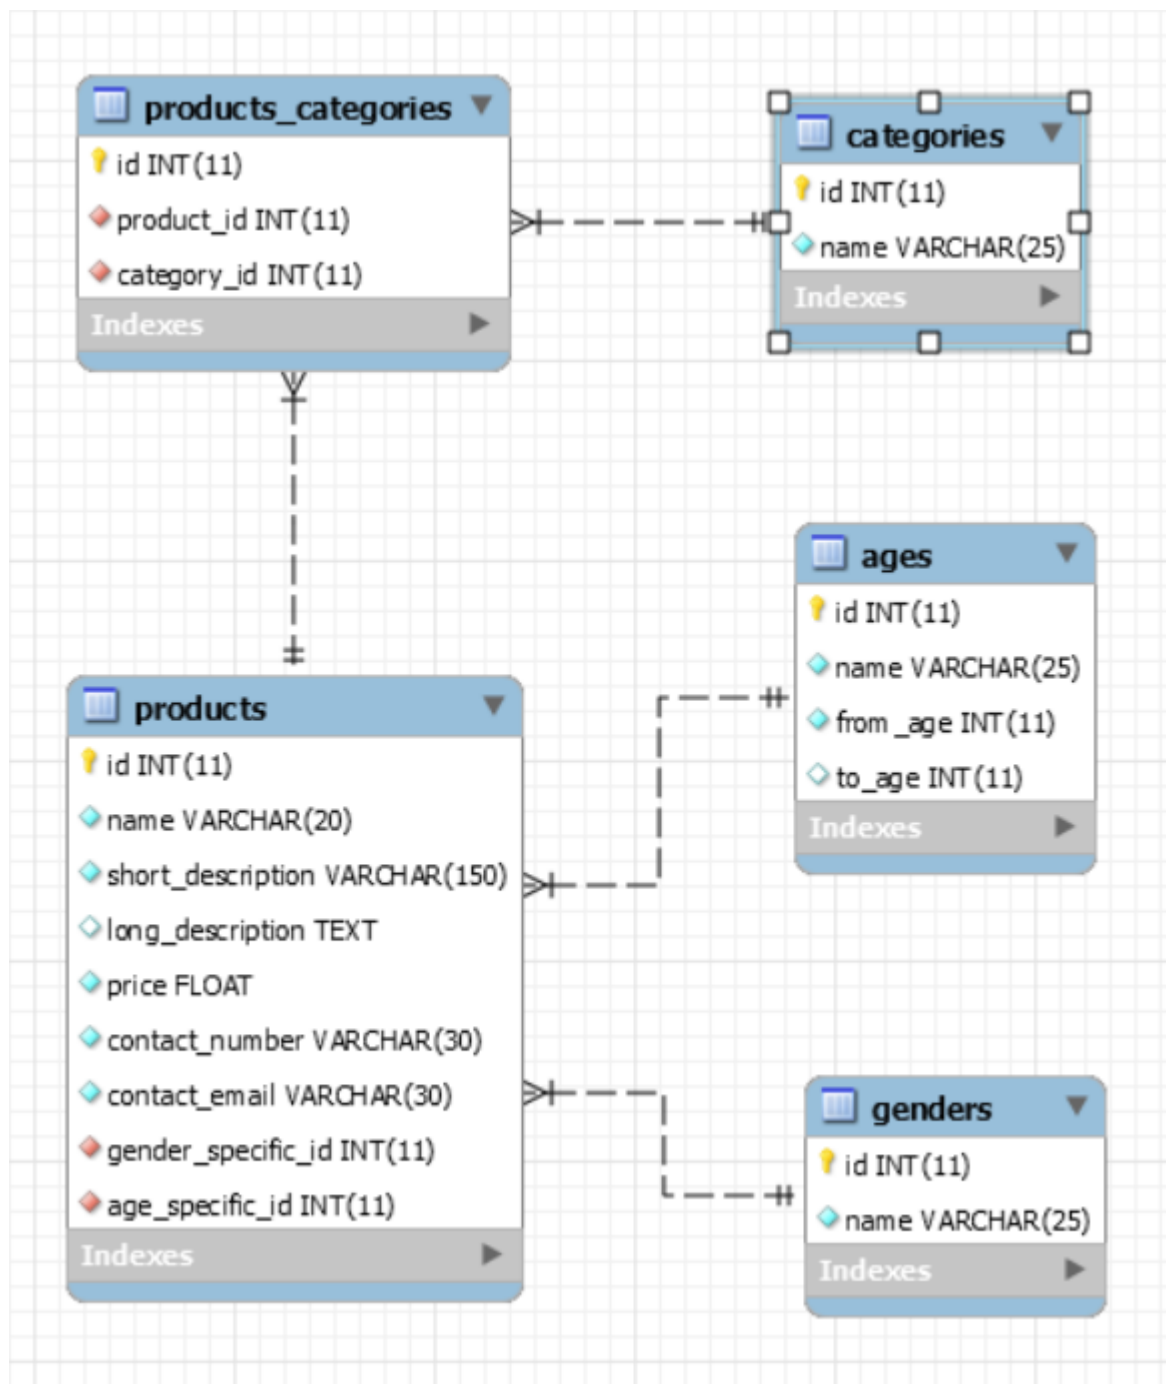 products_categories
id INT(11)
product_id INT(11)
category_id INT(11)
Indexes
categories
id INT(11)
name VARCHAR(25)
Indexes
ages
id INT(11)
name VARCHAR(25)
from_age INT(11)
to_age INT(11)
Indexes
products
id INT(11)
name VARCHAR(20)
short_description VARCHAR(150)
long_description TEXT
price FLOAT
contact_number VARCHAR(30)
contact_email VARCHAR(30)
gender_specific_id INT(11)
age_specific_id INT(11)
Indexes
genders
id INT(11)
name VARCHAR(25)
Indexes